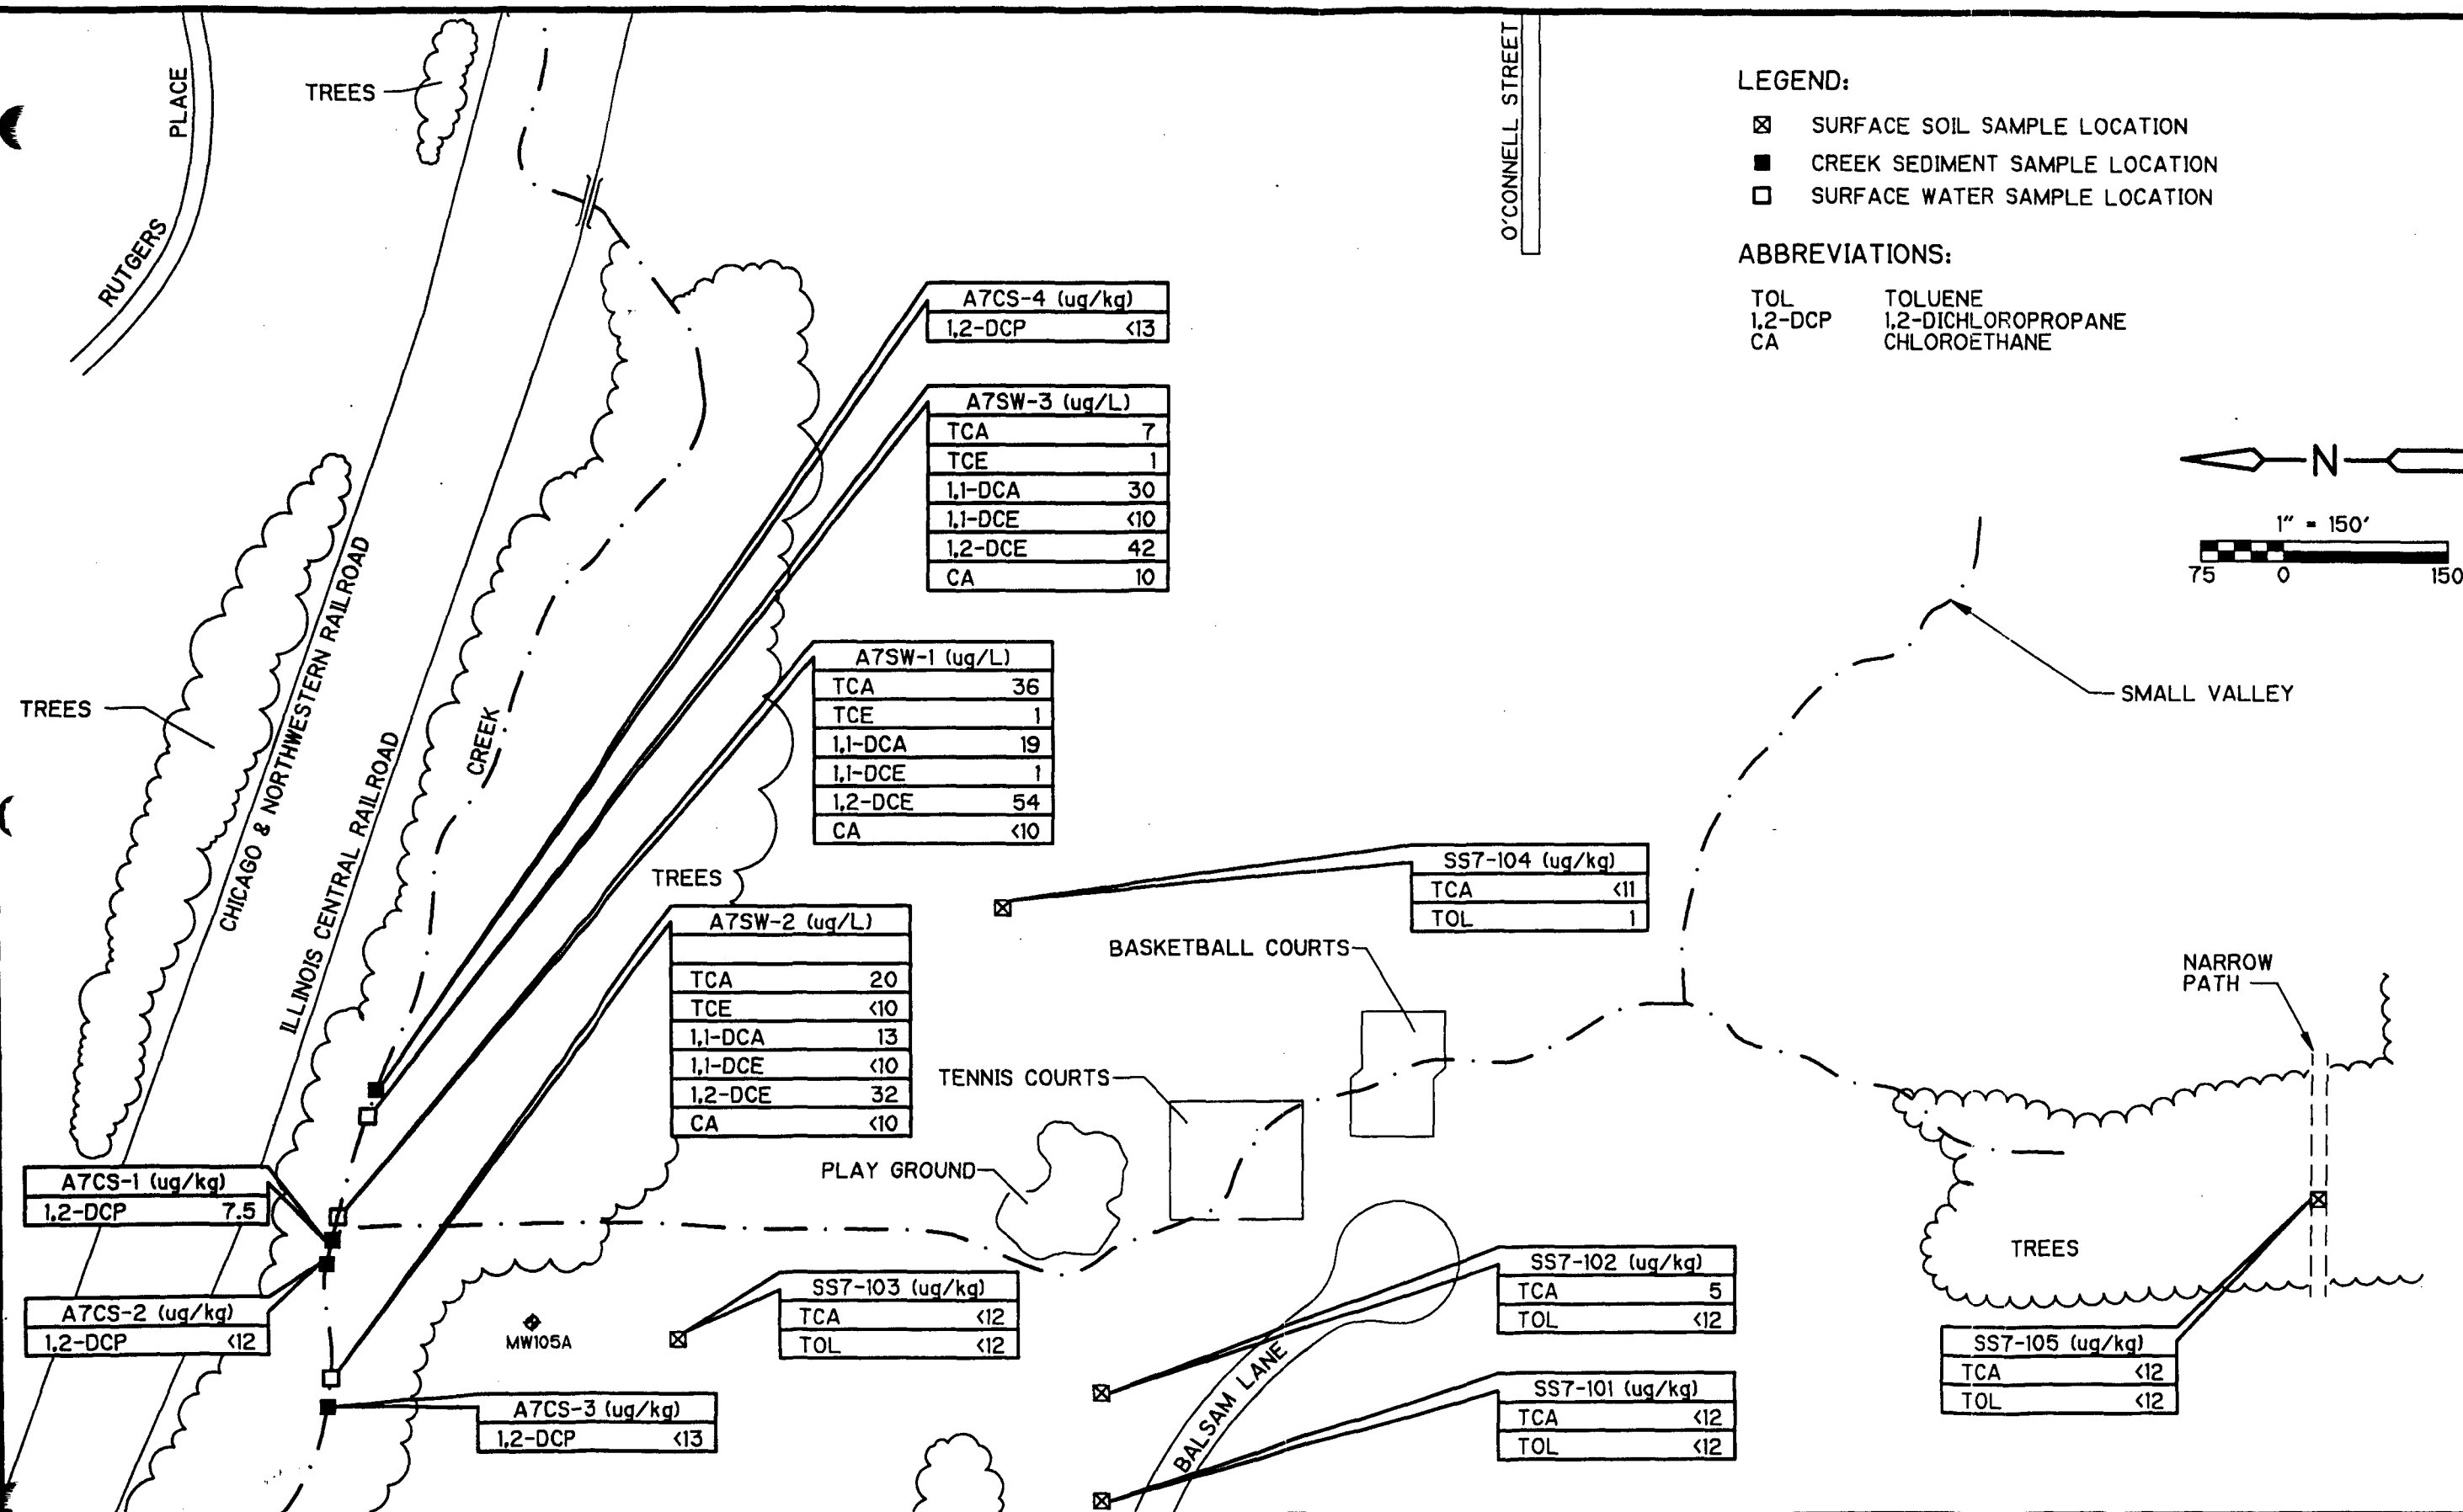 LEGEND:
SURFACE SOIL SAMPLE LOCATION
CREEK SEDIMENT SAMPLE LOCATION
SURFACE WATER SAMPLE LOCATION
ABBREVIATIONS:
TOL TOLUENE
1,2-DCP 1,2-DICHLOROPROPANE
CA CHLOROETHANE
N
1" = 150'
75 0 150
RUTGERS PLACE
TREES
O'CONNELL STREET
A7CS-4 (ug/kg)
1,2-DCP <13
A7SW-3 (ug/L)
TCA 7
TCE 1
1,1-DCA 30
1,1-DCE <10
1,2-DCE 42
CA 10
A7SW-1 (ug/L)
TCA 36
TCE 1
1,1-DCA 19
1,1-DCE 1
1,2-DCE 54
CA <10
TREES
CHICAGO & NORTHWESTERN RAILROAD
ILLINOIS CENTRAL RAILROAD
CREEK
SMALL VALLEY
TREES
A7SW-2 (ug/L)
TCA 20
TCE <10
1,1-DCA 13
1,1-DCE <10
1,2-DCE 32
CA <10
SS7-104 (ug/kg)
TCA <11
TOL 1
BASKETBALL COURTS
NARROW
PATH
TENNIS COURTS
PLAY GROUND
A7CS-1 (ug/kg)
1,2-DCP 7.5
A7CS-2 (ug/kg)
1,2-DCP <12
MW105A
SS7-103 (ug/kg)
TCA <12
TOL <12
SS7-102 (ug/kg)
TCA 5
TOL <12
TREES
SS7-105 (ug/kg)
TCA <12
TOL <12
A7CS-3 (ug/kg)
1,2-DCP <13
BALSAM LANE
SS7-101 (ug/kg)
TCA <12
TOL <12